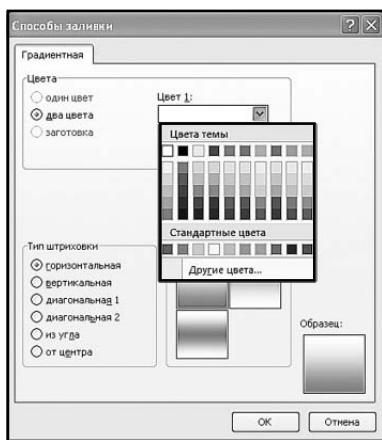 Способы заливки
Градиентная
Цвета
один цвет
два цвета
заготовка
Цвет 1:
Цвета темы
Стандартные цвета
Другие цвета...
Тип штриховки
горизонтальная
вертикальная
диагональная 1
диагональная 2
из угла
от центра
Образец:
ОК
Отмена